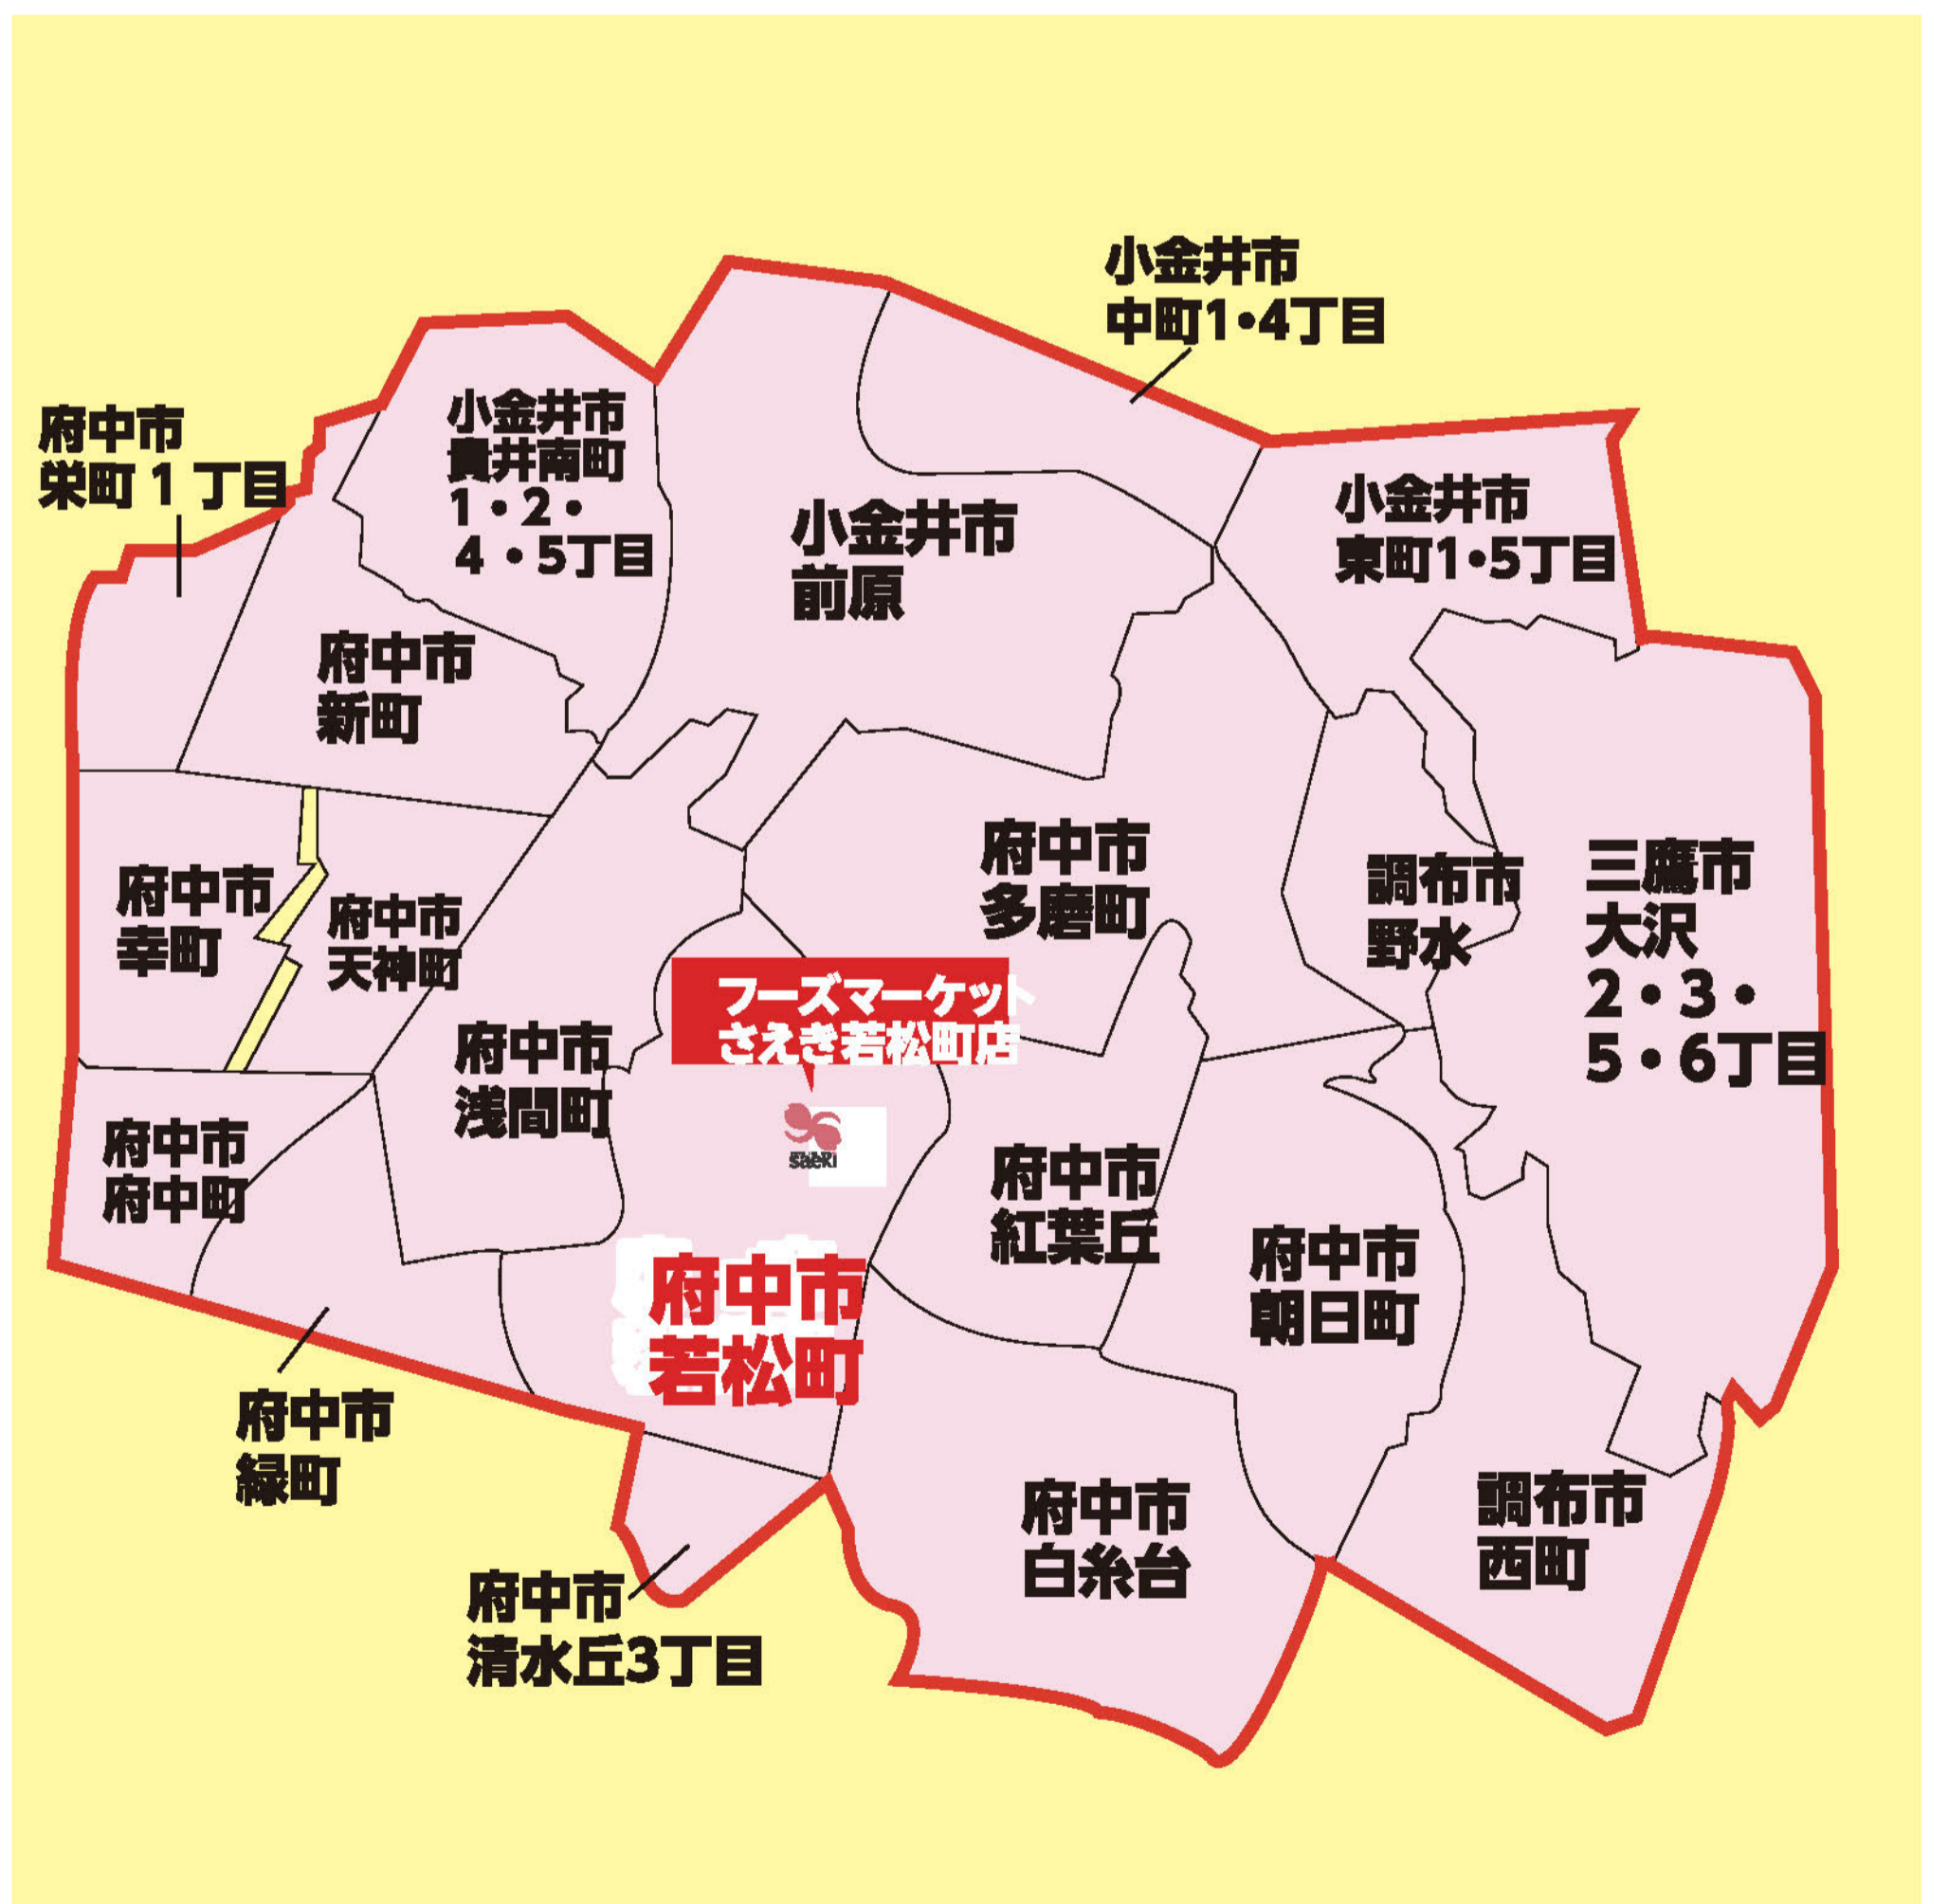 小金井市
中町1・4丁目
府中市
栄町1丁目
小金井市
貫井南町
1・2・
4・5丁目
小金井市
前原
小金井市
東町1・5丁目
府中市
新町
府中市
幸町
府中市
天神町
府中市
多磨町
調布市
野水
三鷹市
大沢
2・3・
5・6丁目
フーズマーケット
さえき若松町店
saeki
府中市
浅間町
府中市
府中町
府中市
紅葉丘
府中市
朝日町
府中市
若松町
府中市
緑町
府中市
清水丘3丁目
府中市
白糸台
調布市
西町